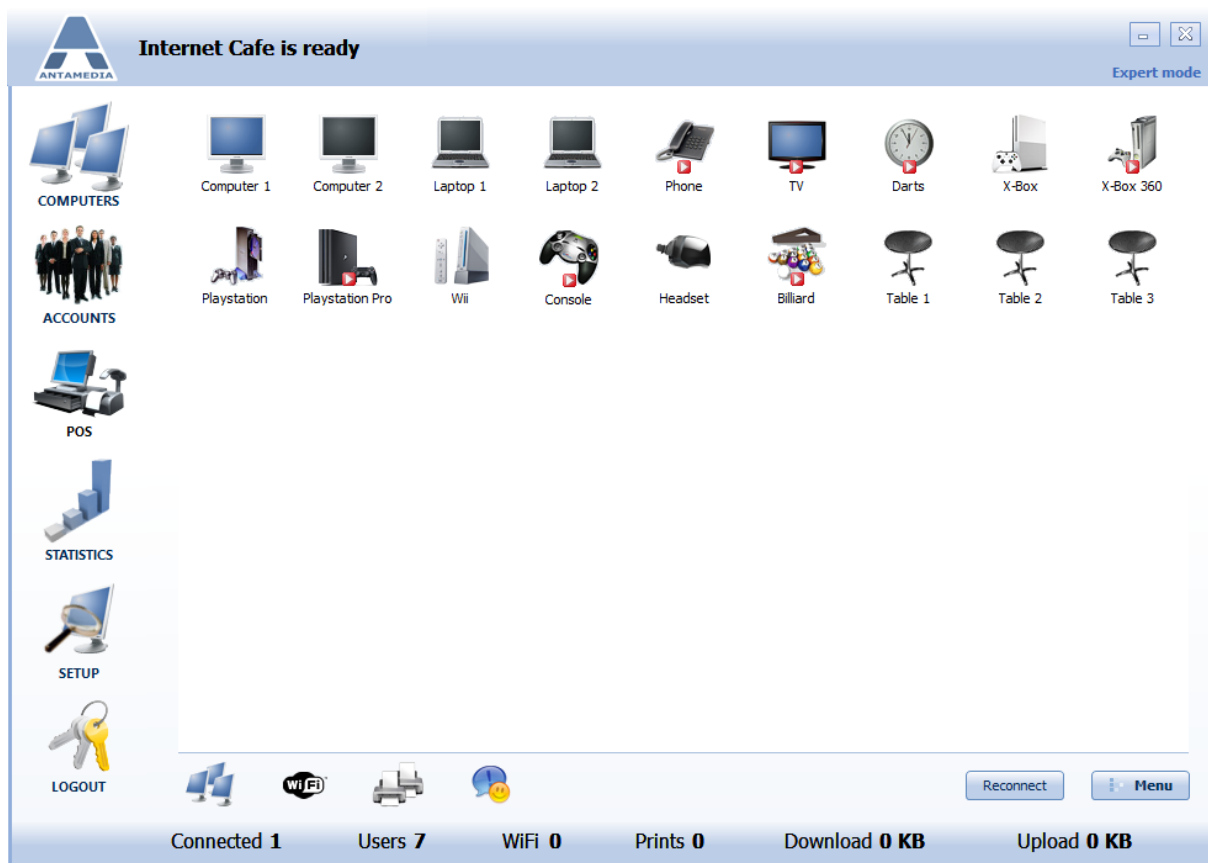 Internet Cafe is ready
ANTAMEDIA
Expert mode
COMPUTERS
ACCOUNTS
POS
STATISTICS
SETUP
LOGOUT
Computer 1 Computer 2 Laptop 1 Laptop 2 Phone TV Darts X-Box X-Box 360
Playstation Playstation Pro Wii Console Headset Billiard Table 1 Table 2 Table 3
WiFi Reconnect Menu
Connected 1 Users 7 WiFi 0 Prints 0 Download 0 KB Upload 0 KB